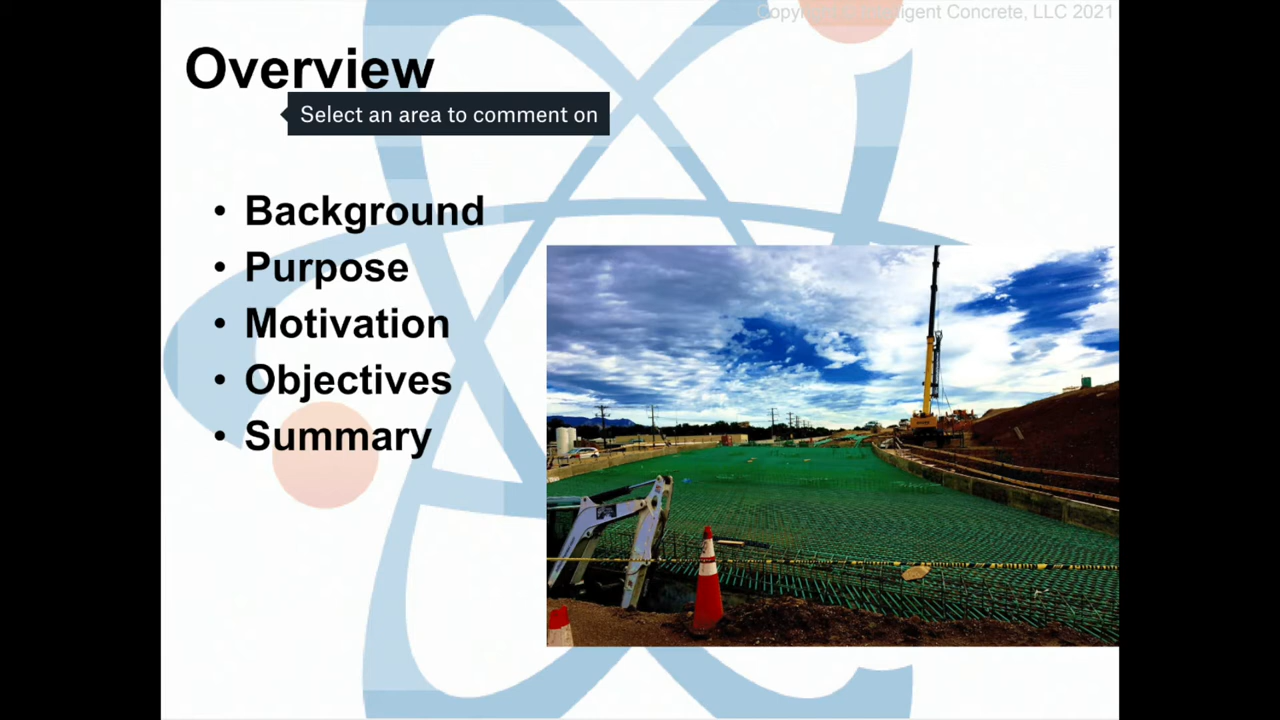 Copyright Intelligent Concrete, LLC 2021
Overview
Select an area to comment on
• Background
• Purpose
• Motivation
• Objectives
• Summary